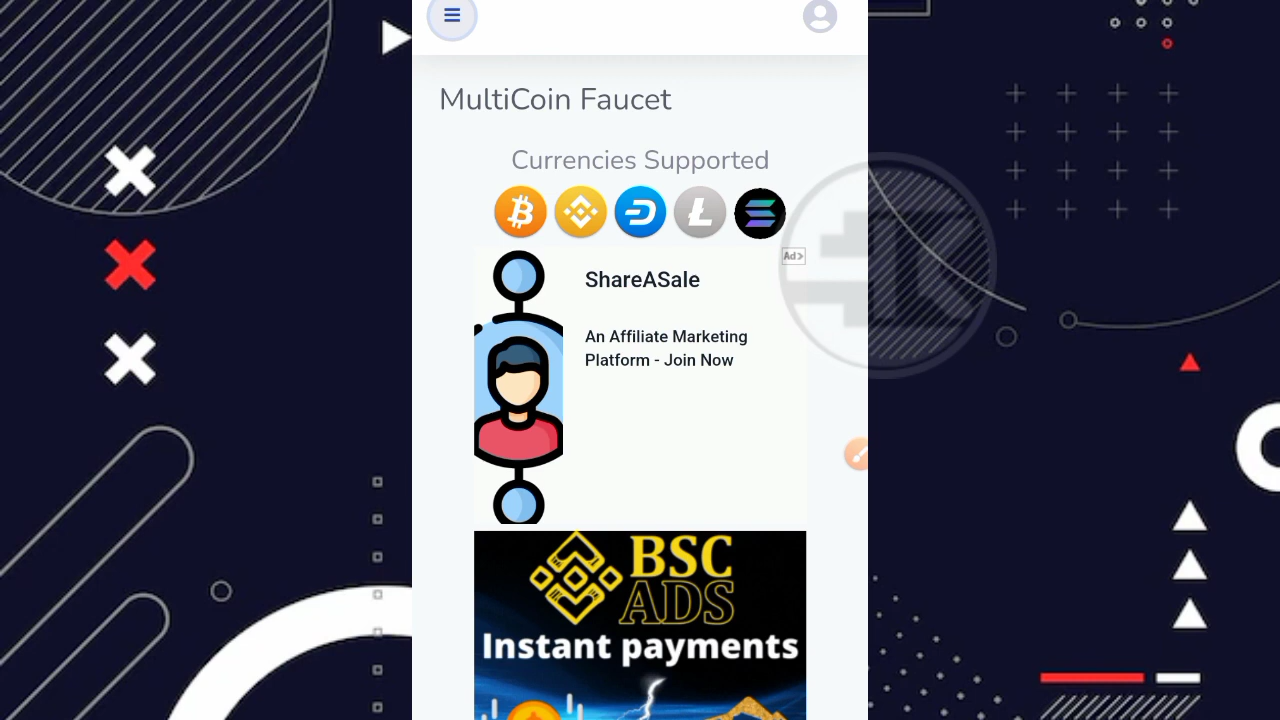 MultiCoin Faucet
Currencies Supported
Ad
ShareASale
An Affiliate Marketing
Platform - Join Now
BSC
ADS
Instant payments